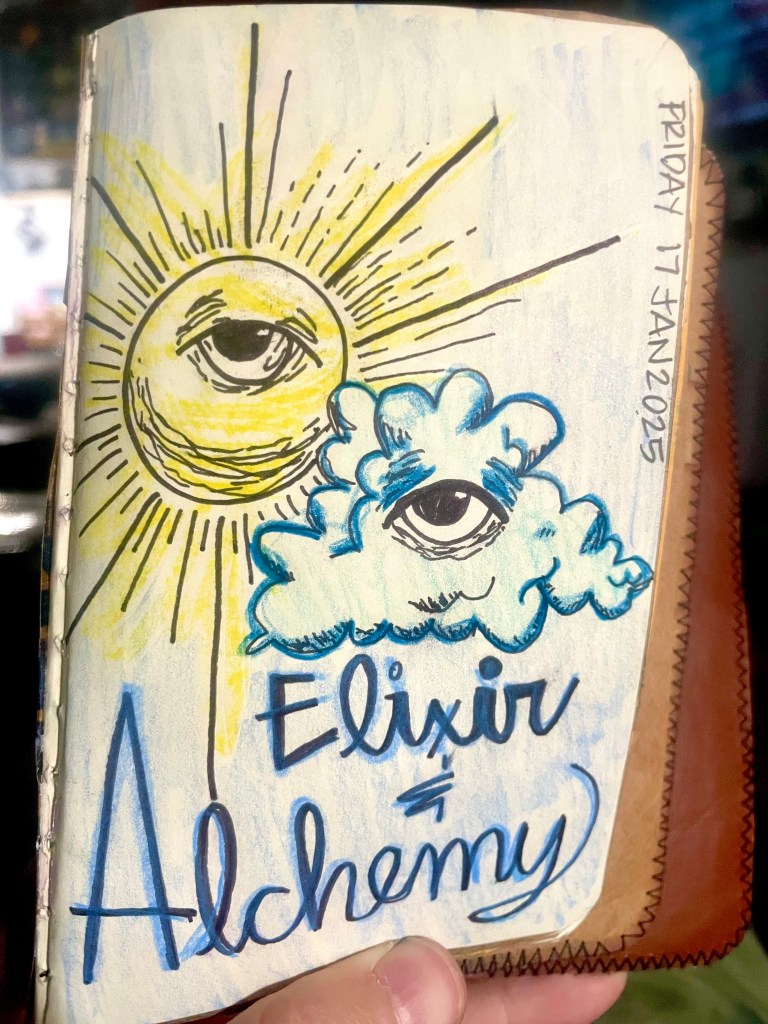 FRIDAY 17 JAN 2025
Elixir
&
Alchemy